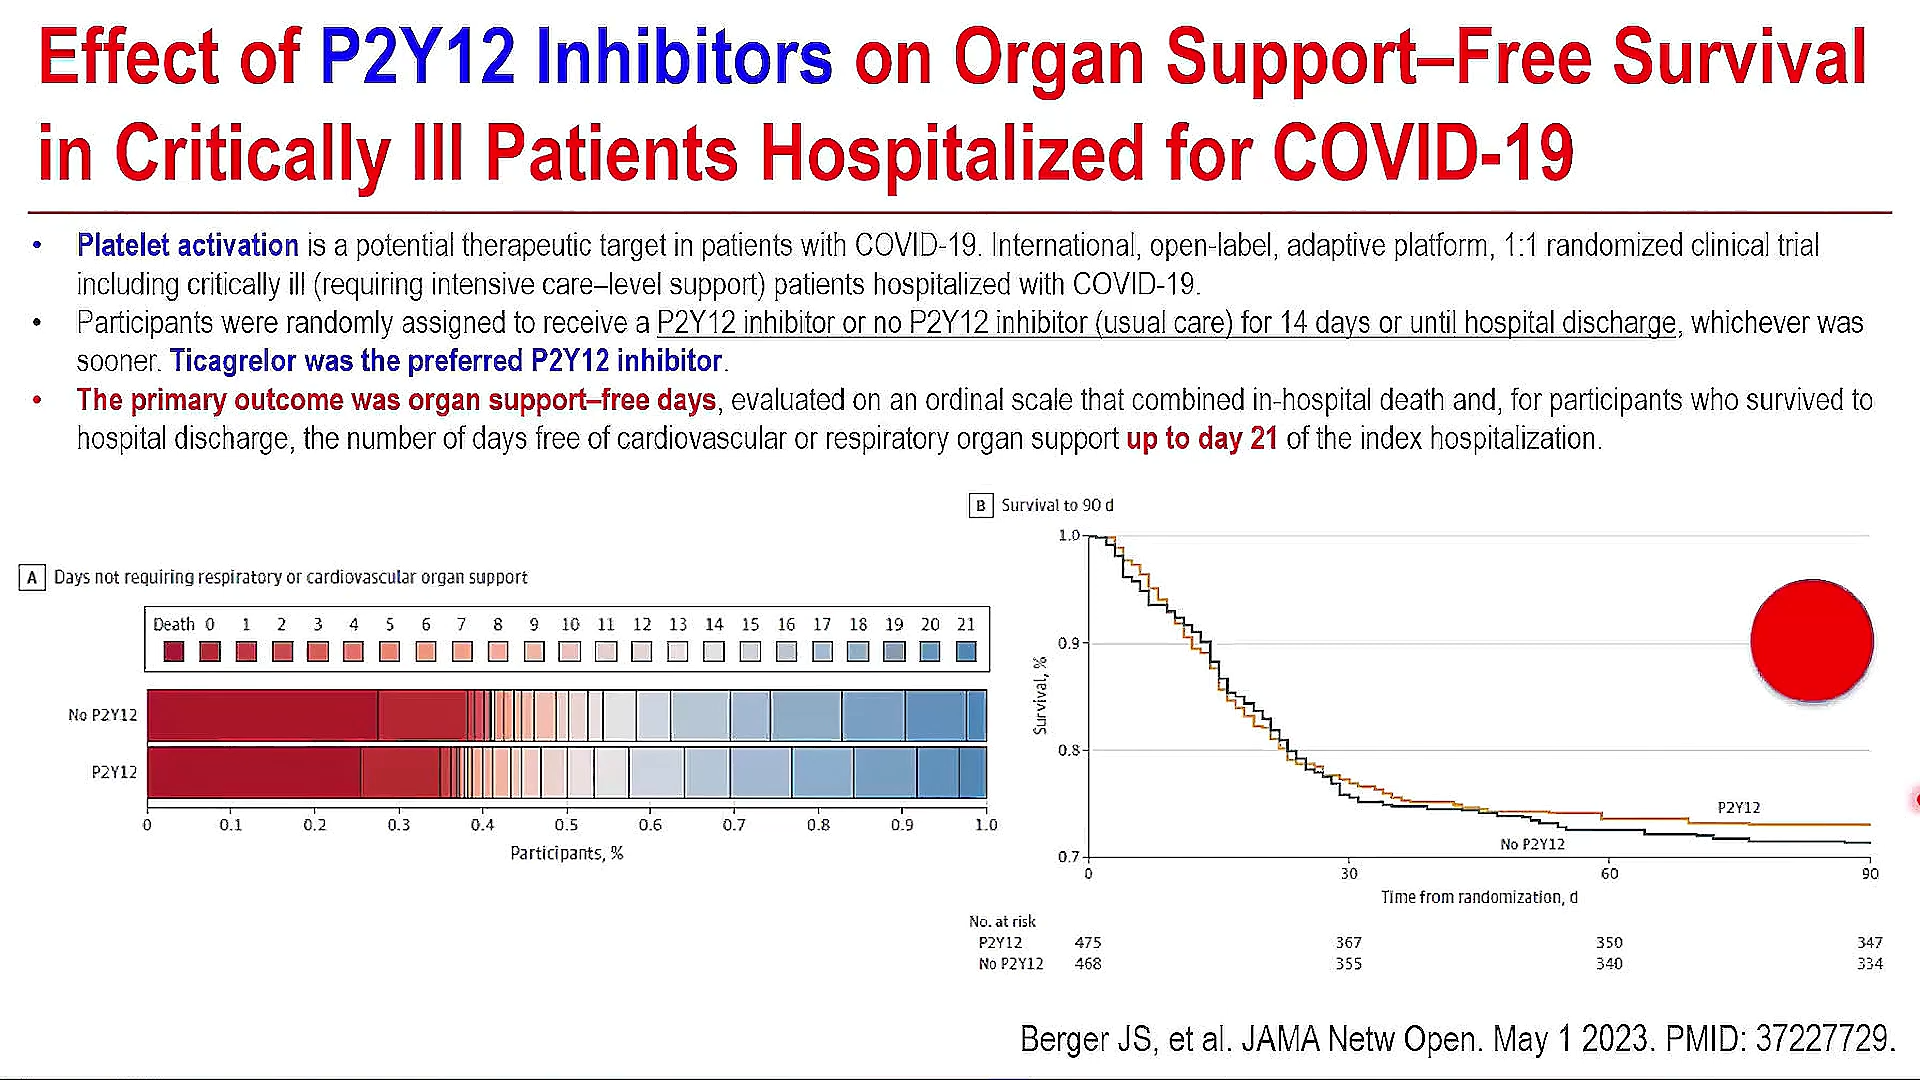 Effect of P2Y12 Inhibitors on Organ Support–Free Survival
in Critically Ill Patients Hospitalized for COVID-19
• Platelet activation is a potential therapeutic target in patients with COVID-19. International, open-label, adaptive platform, 1:1 randomized clinical trial
including critically ill (requiring intensive care–level support) patients hospitalized with COVID-19.
• Participants were randomly assigned to receive a P2Y12 inhibitor or no P2Y12 inhibitor (usual care) for 14 days or until hospital discharge, whichever was
sooner. Ticagrelor was the preferred P2Y12 inhibitor.
• The primary outcome was organ support–free days, evaluated on an ordinal scale that combined in-hospital death and, for participants who survived to
hospital discharge, the number of days free of cardiovascular or respiratory organ support up to day 21 of the index hospitalization.
A Days not requiring respiratory or cardiovascular organ support
Death 0 1 2 3 4 5 6 7 8 9 10 11 12 13 14 15 16 17 18 19 20 21
No P2Y12
P2Y12
0 0.1 0.2 0.3 0.4 0.5 0.6 0.7 0.8 0.9 1.0
Participants, %
B Survival to 90 d
1.0
0.9
0.8
0.7
Survival, %
P2Y12
No P2Y12
0 30 60 90
Time from randomization, d
No. at risk
P2Y12 475 367 350 347
No P2Y12 468 355 340 334
Berger JS, et al. JAMA Netw Open. May 1 2023. PMID: 37227729.